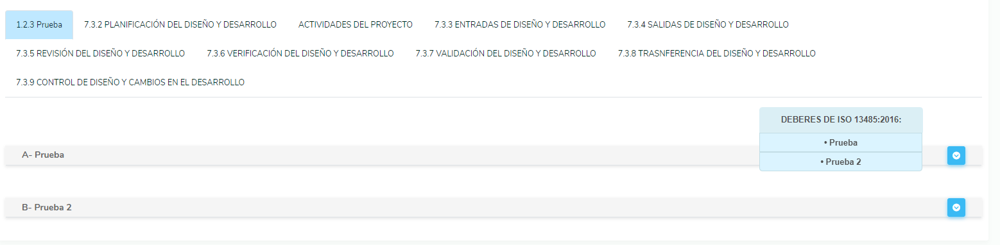 1.2.3 Prueba 7.3.2 PLANIFICACIÓN DEL DISEÑO Y DESARROLLO ACTIVIDADES DEL PROYECTO 7.3.3 ENTRADAS DE DISEÑO Y DESARROLLO 7.3.4 SALIDAS DE DISEÑO Y DESARROLLO
7.3.5 REVISIÓN DEL DISEÑO Y DESARROLLO 7.3.6 VERIFICACIÓN DEL DISEÑO Y DESARROLLO 7.3.7 VALIDACIÓN DEL DISEÑO Y DESARROLLO 7.3.8 TRASNFERENCIA DEL DISEÑO Y DESARROLLO
7.3.9 CONTROL DE DISEÑO Y CAMBIOS EN EL DESARROLLO
DEBERES DE ISO 13485:2016:
• Prueba
• Prueba 2
A- Prueba
B- Prueba 2